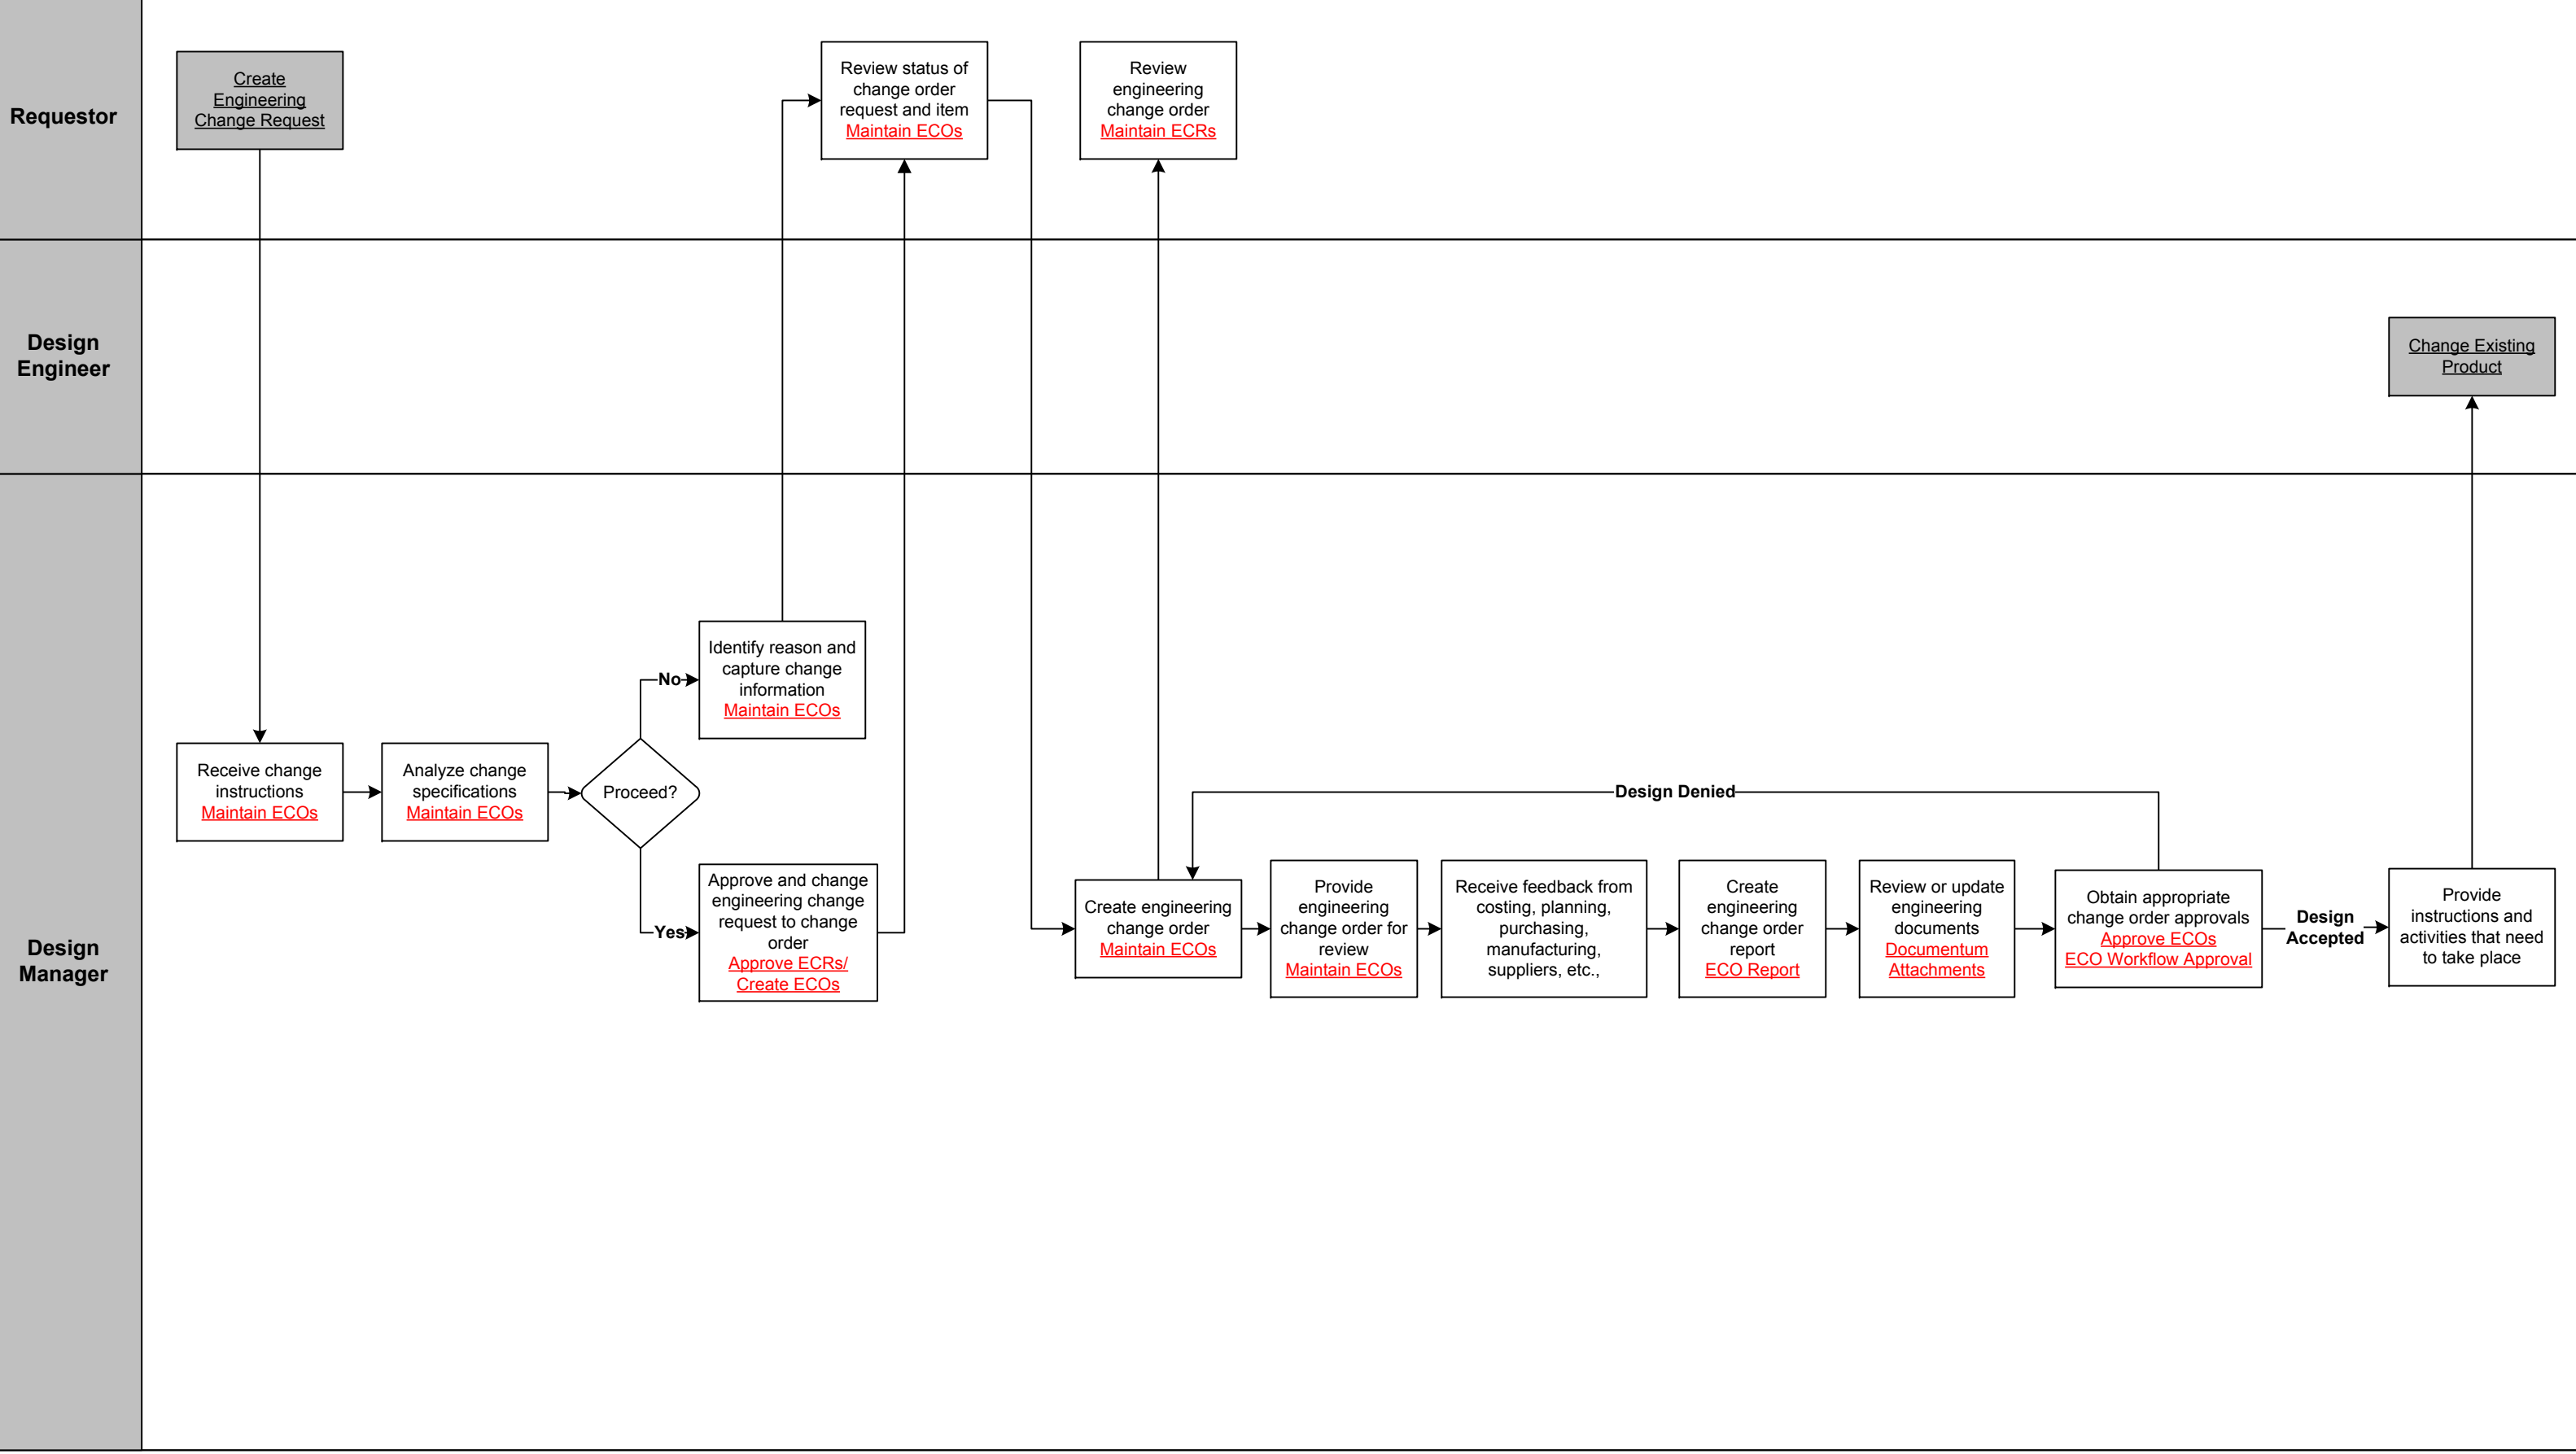 Requestor
Create
Engineering
Change Request
Review status of
change order
request and item
Maintain ECOs
Review
engineering
change order
Maintain ECRs
Design
Engineer
Change Existing
Product
Design
Manager
Receive change
instructions
Maintain ECOs
Analyze change
specifications
Maintain ECOs
Proceed?
No
Identify reason and
capture change
information
Maintain ECOs
Yes
Approve and change
engineering change
request to change
order
Approve ECRs/
Create ECOs
Design Denied
Create engineering
change order
Maintain ECOs
Provide
engineering
change order for
review
Maintain ECOs
Receive feedback from
costing, planning,
purchasing,
manufacturing,
suppliers, etc.,
Create
engineering
change order
report
ECO Report
Review or update
engineering
documents
Documentum
Attachments
Obtain appropriate
change order approvals
Approve ECOs
ECO Workflow Approval
Design
Accepted
Provide
instructions and
activities that need
to take place